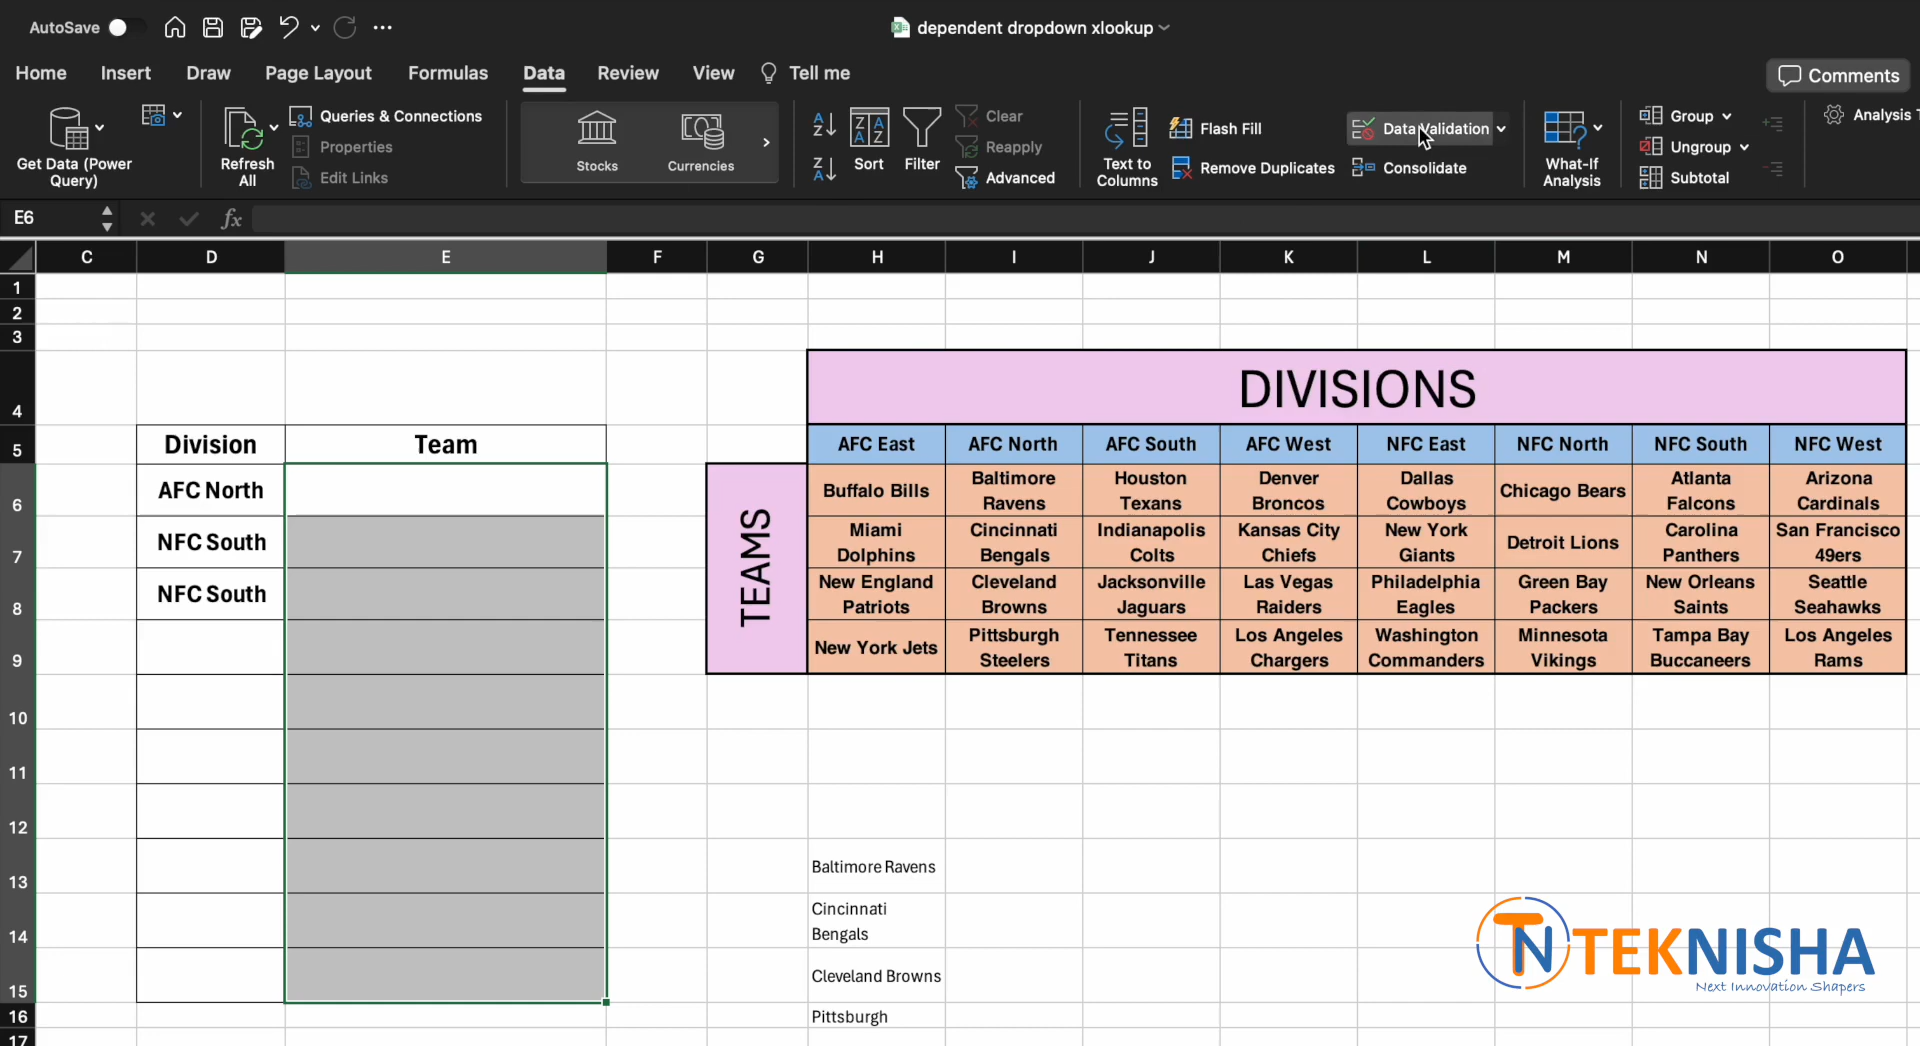 AutoSave
dependent dropdown xlookup
Home Insert Draw Page Layout Formulas Data Review View Tell me
Comments
Get Data (Power Query)
Refresh All
Queries & Connections
Properties
Edit Links
Stocks
Currencies
Sort
Filter
Clear
Reapply
Advanced
Text to Columns
Flash Fill
Remove Duplicates
Data Validation
Consolidate
What-If Analysis
Group
Ungroup
Subtotal
Analysis T
E6
fx
C D E F G H I J K L M N O
1
2
3
4
DIVISIONS
5
Division Team
AFC East AFC North AFC South AFC West NFC East NFC North NFC South NFC West
TEAMS
6
AFC North
Buffalo Bills
Baltimore Ravens
Houston Texans
Denver Broncos
Dallas Cowboys
Chicago Bears
Atlanta Falcons
Arizona Cardinals
7
NFC South
Miami Dolphins
Cincinnati Bengals
Indianapolis Colts
Kansas City Chiefs
New York Giants
Detroit Lions
Carolina Panthers
San Francisco 49ers
8
NFC South
New England Patriots
Cleveland Browns
Jacksonville Jaguars
Las Vegas Raiders
Philadelphia Eagles
Green Bay Packers
New Orleans Saints
Seattle Seahawks
9
New York Jets
Pittsburgh Steelers
Tennessee Titans
Los Angeles Chargers
Washington Commanders
Minnesota Vikings
Tampa Bay Buccaneers
Los Angeles Rams
10
11
12
13
Baltimore Ravens
14
Cincinnati
Bengals
15
Cleveland Browns
16
Pittsburgh
17
TN TEKNISHA
Next Innovation Shapers